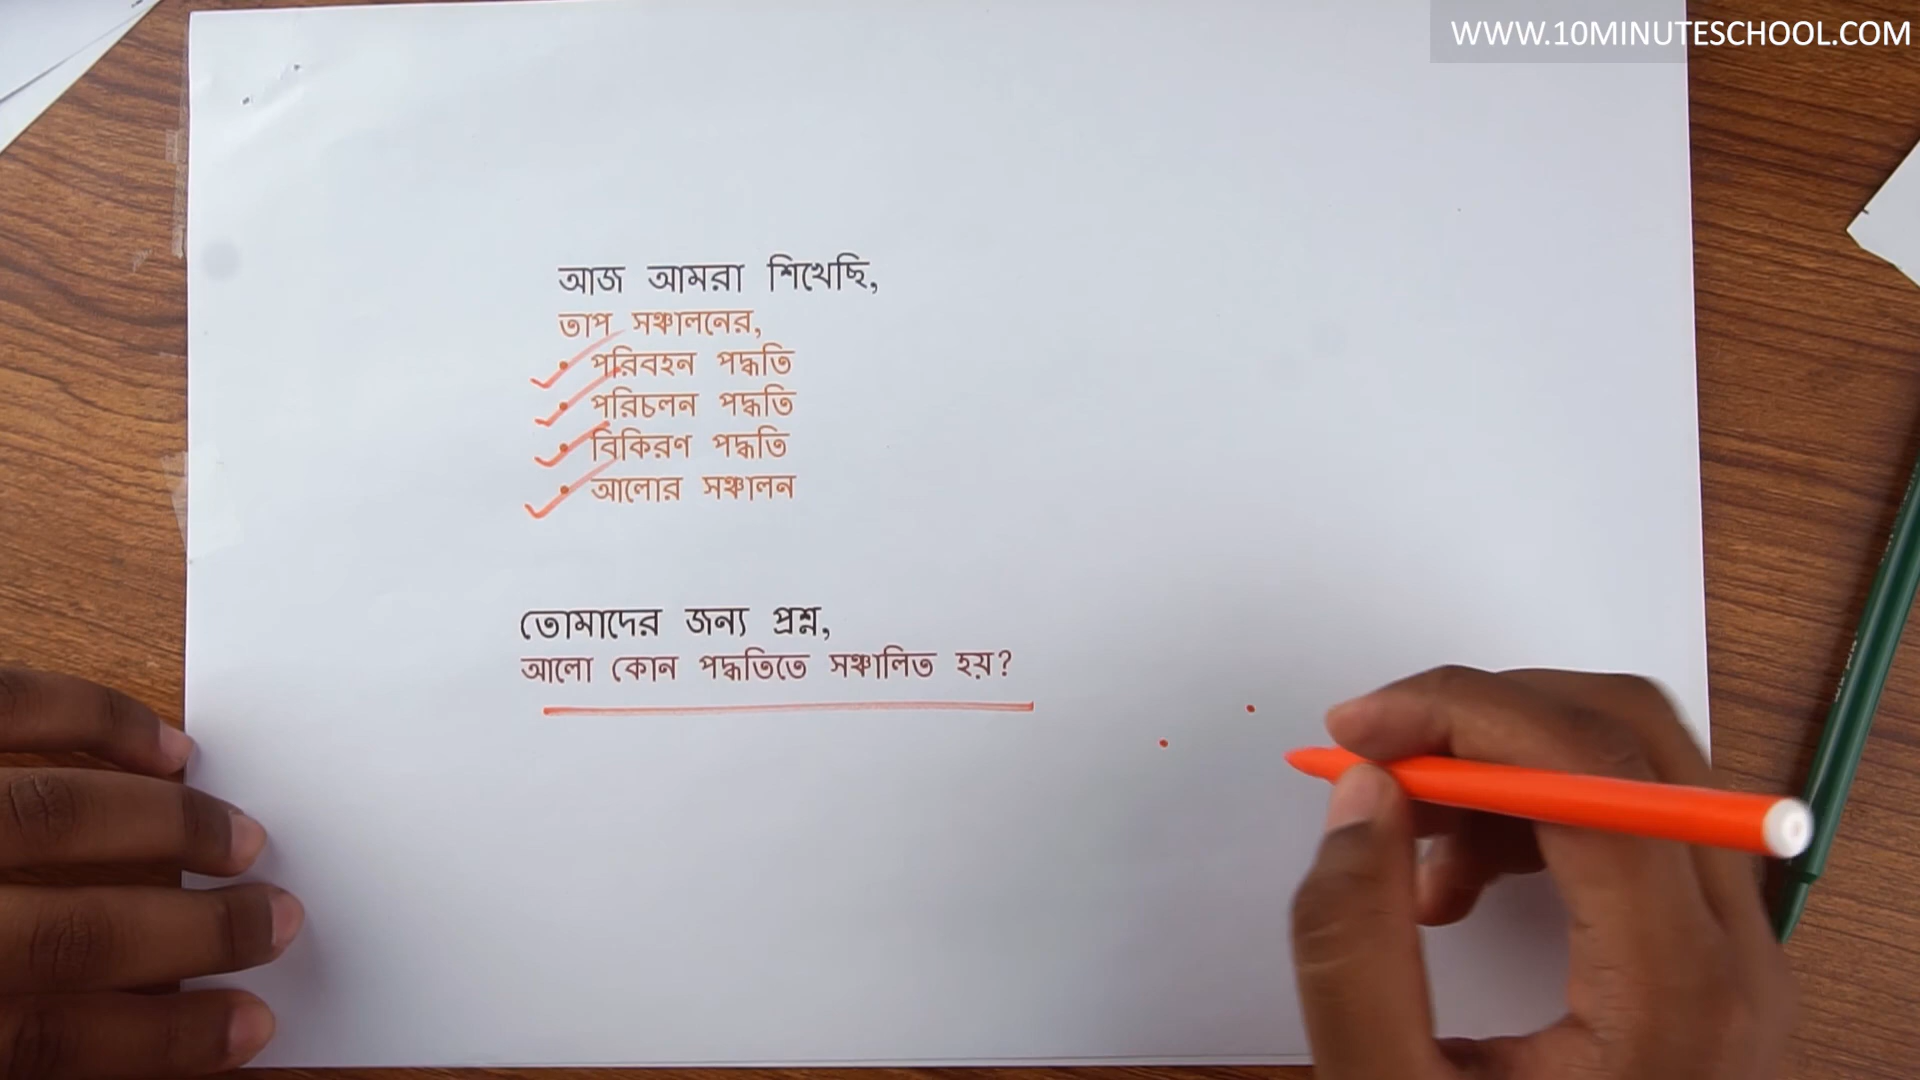 WWW.10MINUTESCHOOL.COM
আজ আমরা শিখেছি,
তাপ সঞ্চালনের,
• পরিবহন পদ্ধতি
• পরিচলন পদ্ধতি
• বিকিরণ পদ্ধতি
• আলোর সঞ্চালন
তোমাদের জন্য প্রশ্ন,
আলো কোন পদ্ধতিতে সঞ্চালিত হয়?